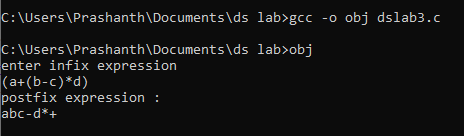 C:\Users\Prashanth\Documents\ds lab>gcc -o obj dslab3.c
C:\Users\Prashanth\Documents\ds lab>obj
enter infix expression
(a+(b-c)*d)
postfix expression :
abc-d*+